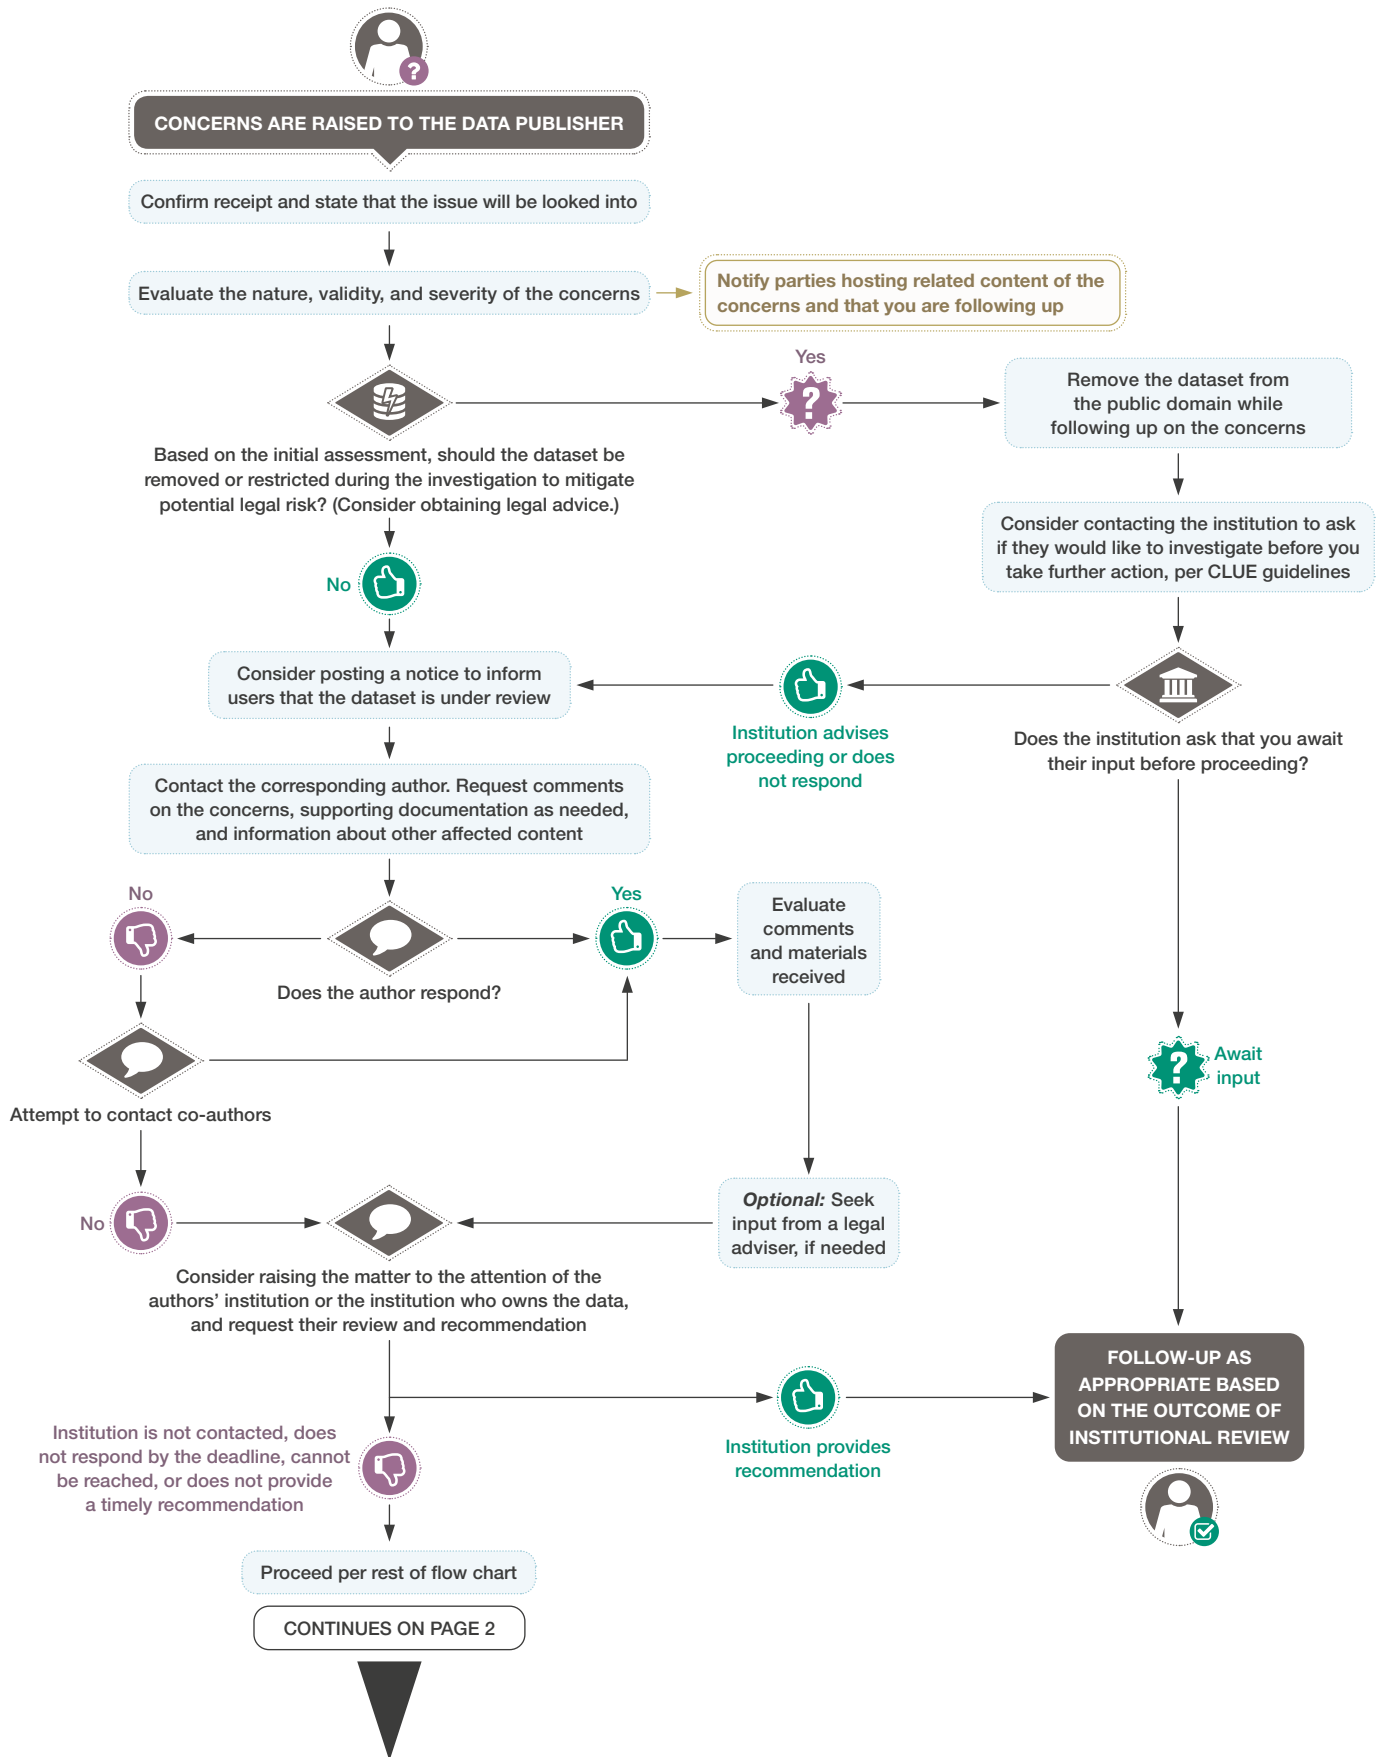 ?
CONCERNS ARE RAISED TO THE DATA PUBLISHER
Confirm receipt and state that the issue will be looked into
Evaluate the nature, validity, and severity of the concerns
Notify parties hosting related content of the
concerns and that you are following up
Yes
?
Remove the dataset from
the public domain while
following up on the concerns
Based on the initial assessment, should the dataset be
removed or restricted during the investigation to mitigate
potential legal risk? (Consider obtaining legal advice.)
Consider contacting the institution to ask
if they would like to investigate before you
take further action, per CLUE guidelines
No
Consider posting a notice to inform
users that the dataset is under review
Institution advises
proceeding or does
not respond
Does the institution ask that you await
their input before proceeding?
Contact the corresponding author. Request comments
on the concerns, supporting documentation as needed,
and information about other affected content
No
Yes
Evaluate
comments
and materials
received
Does the author respond?
?
Await
input
Attempt to contact co-authors
No
Optional: Seek
input from a legal
adviser, if needed
Consider raising the matter to the attention of the
authors’ institution or the institution who owns the data,
and request their review and recommendation
FOLLOW-UP AS
APPROPRIATE BASED
ON THE OUTCOME OF
INSTITUTIONAL REVIEW
Institution is not contacted, does
not respond by the deadline, cannot
be reached, or does not provide
a timely recommendation
Institution provides
recommendation
Proceed per rest of flow chart
CONTINUES ON PAGE 2